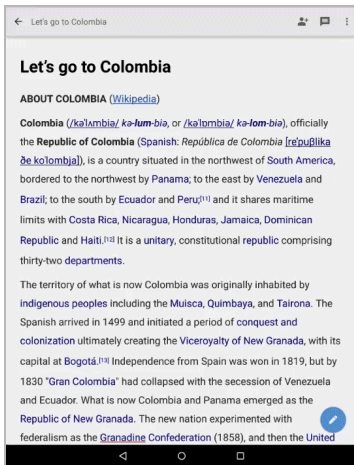 Let's go to Colombia
Let's go to Colombia
ABOUT COLOMBIA (Wikipedia)
Colombia (/kəˈlʌmbiə/ kə-lum-biə, or /kəˈlɒmbiə/ kə-lom-biə), officially
the Republic of Colombia (Spanish: República de Colombia [reˈpuβlika
ðe koˈlombja]), is a country situated in the northwest of South America,
bordered to the northwest by Panama; to the east by Venezuela and
Brazil; to the south by Ecuador and Peru;[11] and it shares maritime
limits with Costa Rica, Nicaragua, Honduras, Jamaica, Dominican
Republic and Haiti.[12] It is a unitary, constitutional republic comprising
thirty-two departments.
The territory of what is now Colombia was originally inhabited by
indigenous peoples including the Muisca, Quimbaya, and Tairona. The
Spanish arrived in 1499 and initiated a period of conquest and
colonization ultimately creating the Viceroyalty of New Granada, with its
capital at Bogotá.[13] Independence from Spain was won in 1819, but by
1830 "Gran Colombia" had collapsed with the secession of Venezuela
and Ecuador. What is now Colombia and Panama emerged as the
Republic of New Granada. The new nation experimented with
federalism as the Granadine Confederation (1858), and then the United